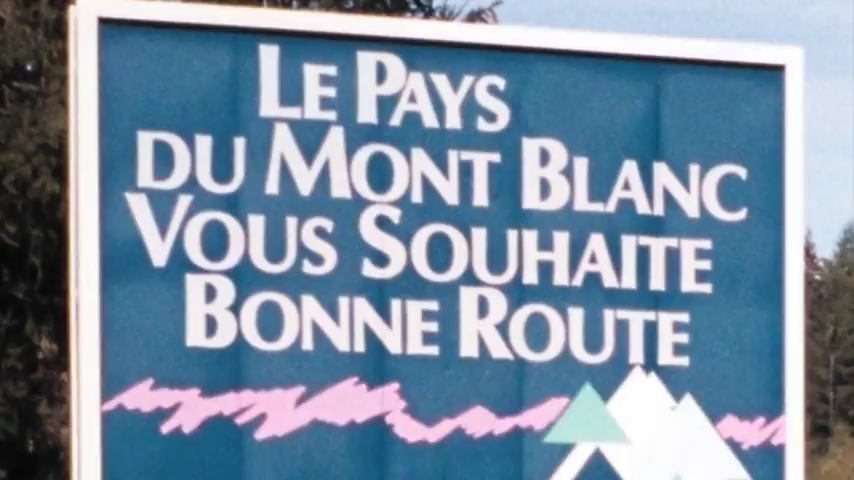 LE PAYS
DU MONT BLANC
VOUS SOUHAITE
BONNE ROUTE